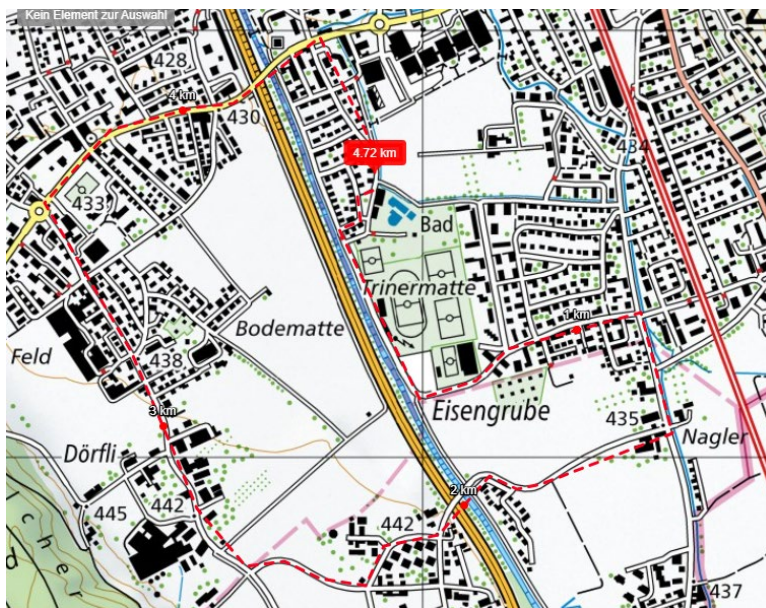 Kein Element zur Auswahl
428
4 km
430
434
4.72 km
433
Bad
Trinermatte
1 km
Bodematte
Feld
438
Eisengrube
3 km
435
Nagler
Dörfli
2 km
442
445
442
437